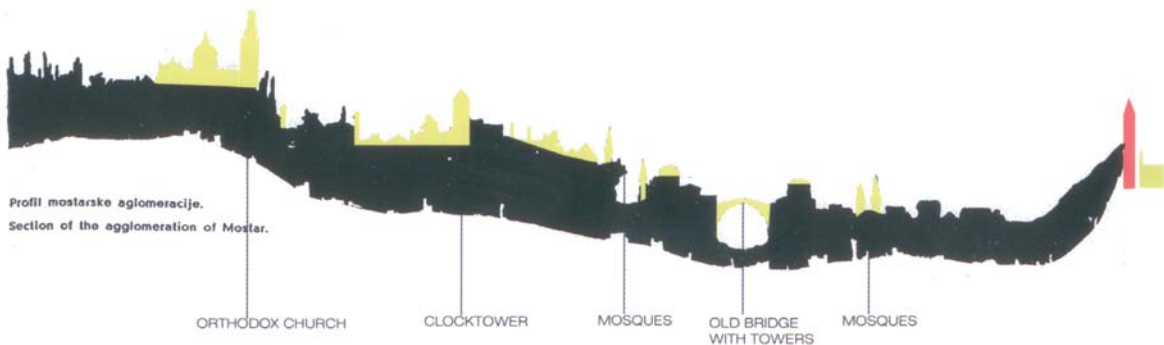 Profil mostarske aglomeracije.
Section of the agglomeration of Mostar.
ORTHODOX CHURCH
CLOCKTOWER
MOSQUES
OLD BRIDGE
WITH TOWERS
MOSQUES